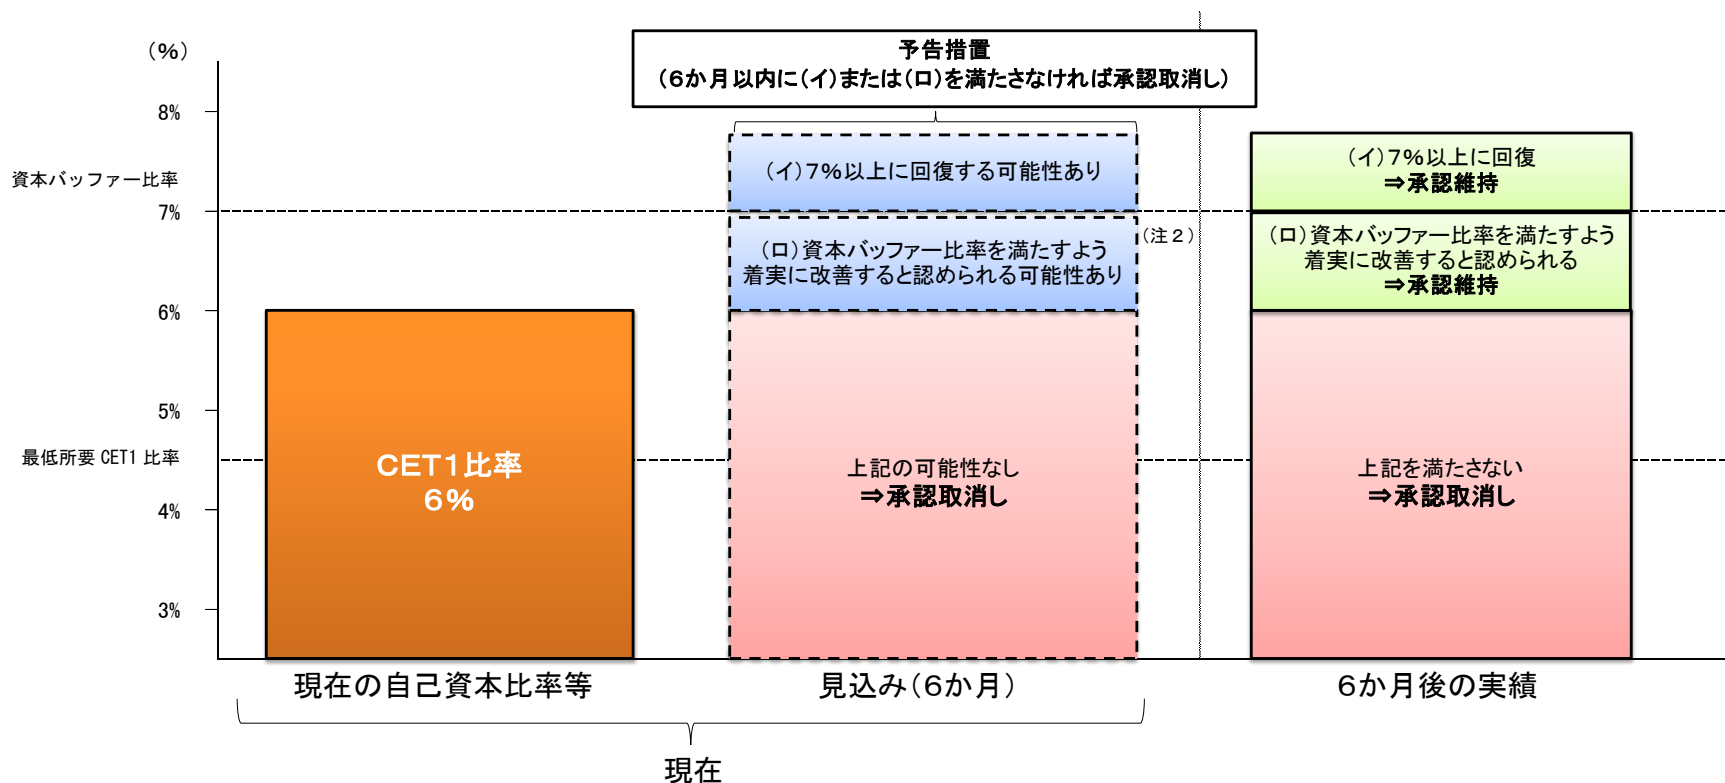 （％）
予告措置
（６か月以内に（イ）または（ロ）を満たさなければ承認取消し）
8%
資本バッファー比率
7%
6%
5%
最低所要 CET1 比率
4%
3%
ＣＥＴ１比率
６％
（イ）７％以上に回復する可能性あり
（ロ）資本バッファー比率を満たすよう
着実に改善すると認められる可能性あり
（注２）
上記の可能性なし
⇒承認取消し
（イ）７％以上に回復
⇒承認維持
（ロ）資本バッファー比率を満たすよう
着実に改善すると認められる
⇒承認維持
上記を満たさない
⇒承認取消し
現在の自己資本比率等
見込み（６か月）
６か月後の実績
現在